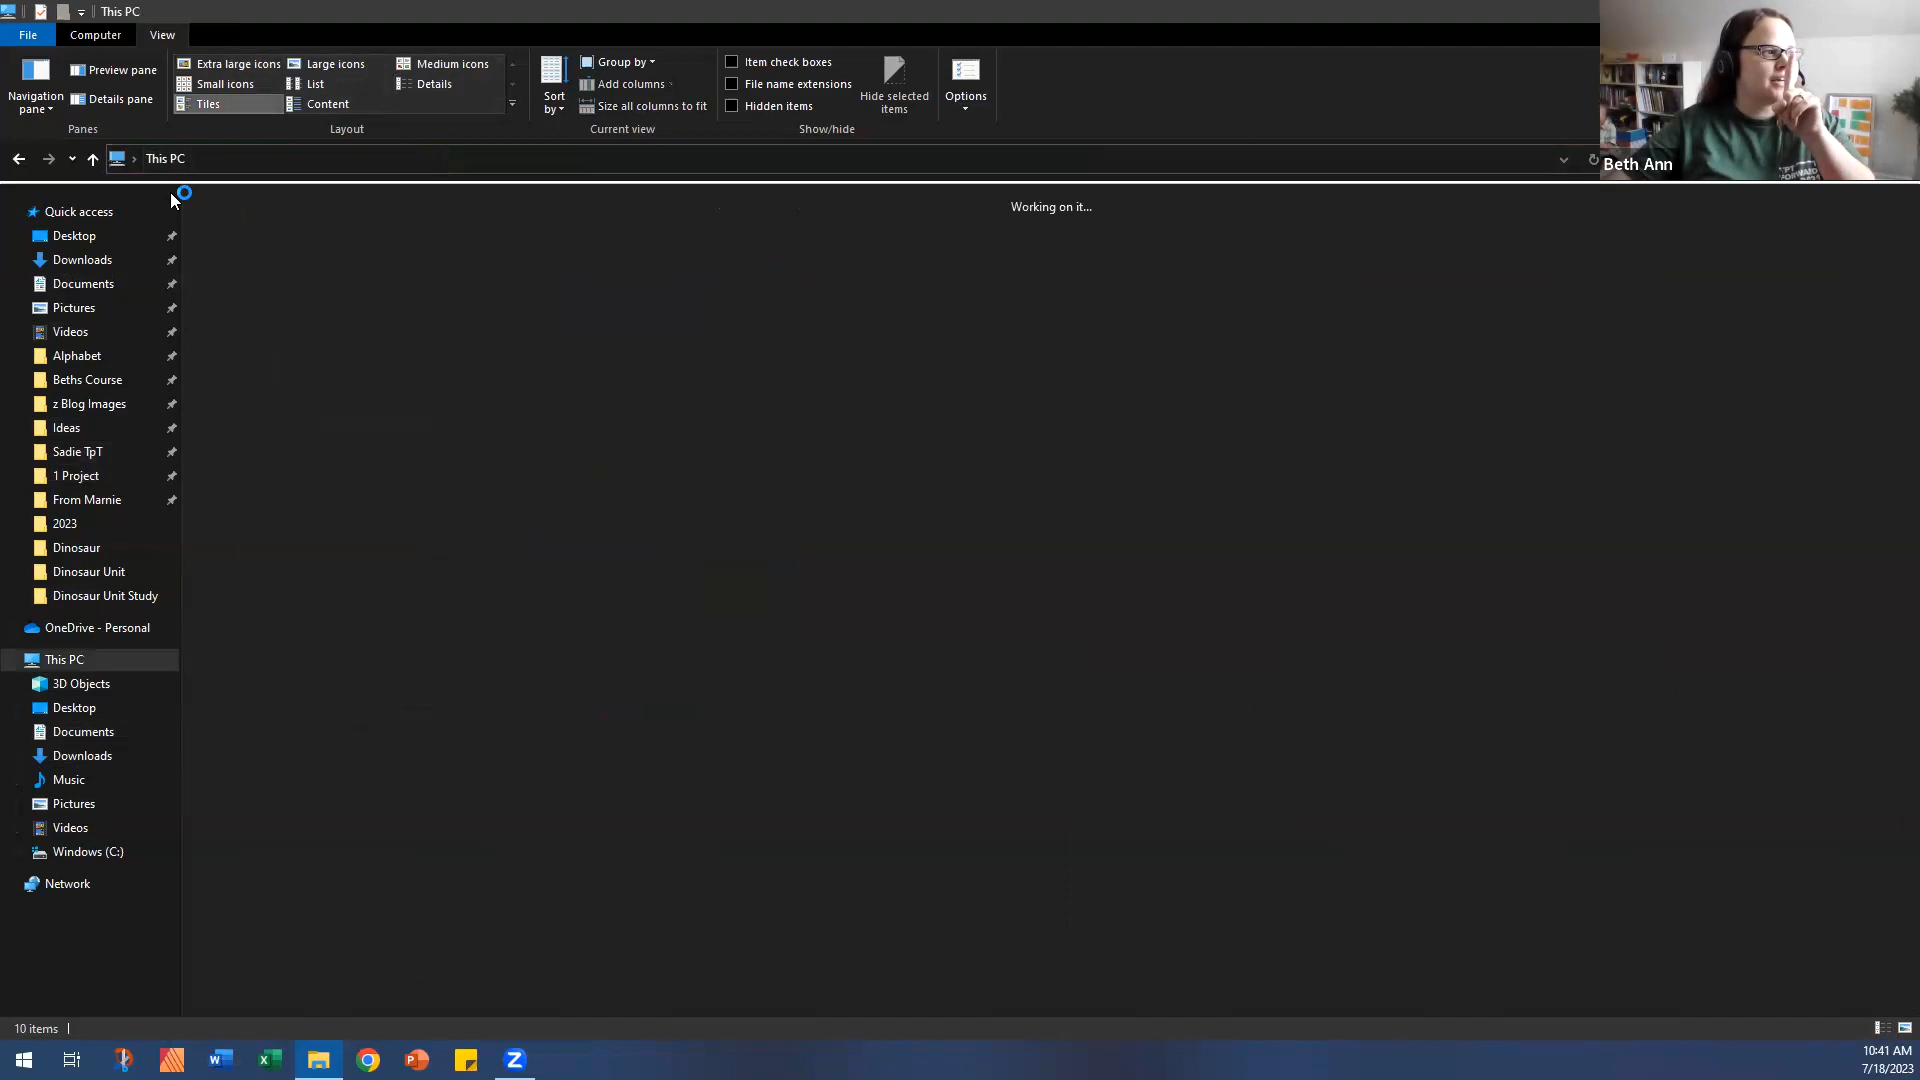 This PC
File Computer View
Navigation pane
Preview pane
Details pane
Panes
Extra large icons Large icons Medium icons
Small icons List Details
Tiles Content
Layout
Sort by
Group by
Add columns
Size all columns to fit
Current view
Item check boxes
File name extensions
Hidden items
Hide selected items
Show/hide
Options
This PC
Beth Ann
Working on it...
Quick access
Desktop
Downloads
Documents
Pictures
Videos
Alphabet
Beths Course
z Blog Images
Ideas
Sadie TpT
1 Project
From Marnie
2023
Dinosaur
Dinosaur Unit
Dinosaur Unit Study
OneDrive - Personal
This PC
3D Objects
Desktop
Documents
Downloads
Music
Pictures
Videos
Windows (C:)
Network
10 items
10:41 AM
7/18/2023